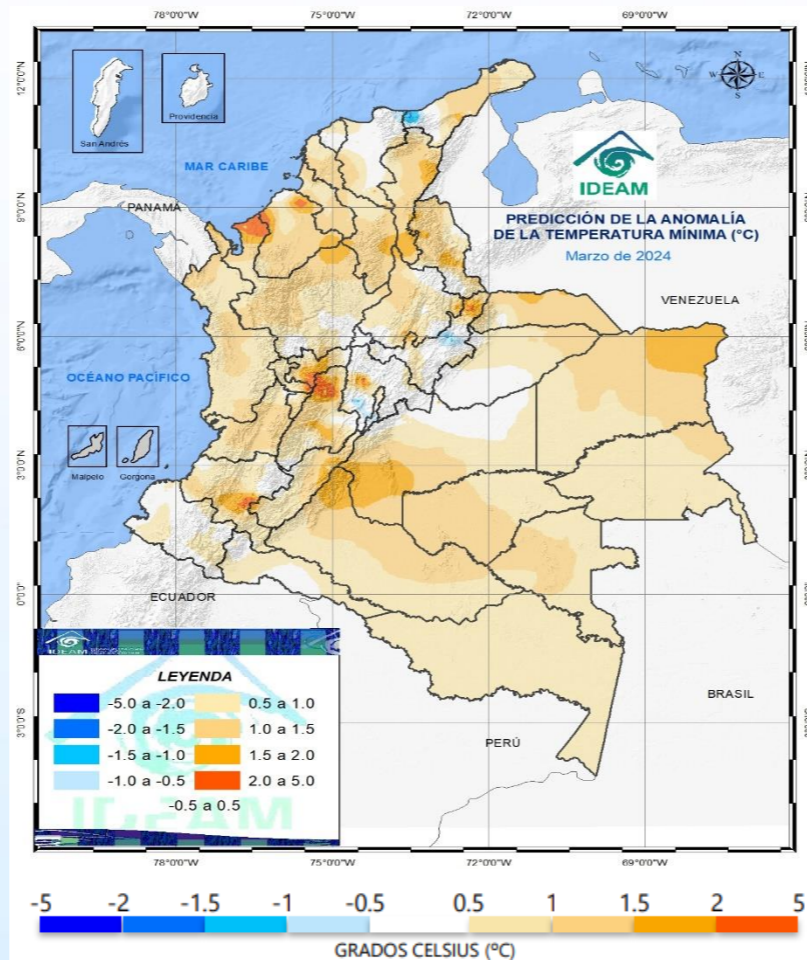 78°0'0"W 75°0'0"W 72°0'0"W 69°0'0"W
12°0'0"N
San Andrés
Providencia
MAR CARIBE
IDEAM
9°0'0"N
PANAMÁ
PREDICCIÓN DE LA ANOMALÍA
DE LA TEMPERATURA MÍNIMA (°C)
Marzo de 2024
VENEZUELA
6°0'0"N
OCÉANO PACÍFICO
3°0'0"N
Malpelo
Gorgona
0°0'0"
ECUADOR
IDEAM
LEYENDA
-5.0 a -2.0 0.5 a 1.0
-2.0 a -1.5 1.0 a 1.5
-1.5 a -1.0 1.5 a 2.0
-1.0 a -0.5 2.0 a 5.0
-0.5 a 0.5
IDEAM
BRASIL
3°0'0"S
PERÚ
78°0'0"W 75°0'0"W 72°0'0"W 69°0'0"W
-5 -2 -1.5 -1 -0.5 0.5 1 1.5 2 5
GRADOS CELSIUS (ºC)